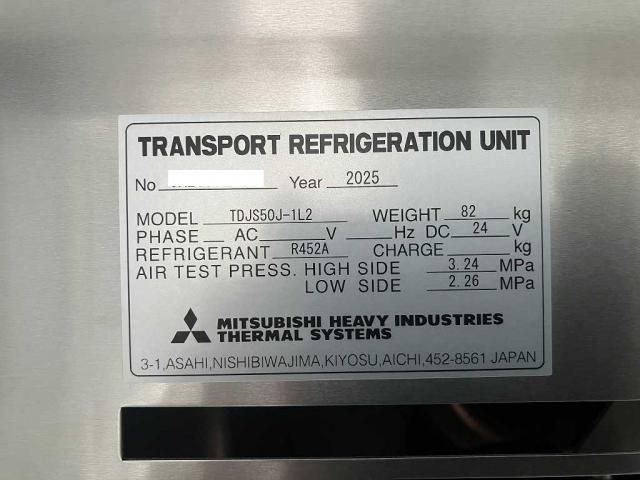 TRANSPORT REFRIGERATION UNIT
No Year 2025
MODEL TDJS50J-1L2 WEIGHT 82 kg
PHASE AC V Hz DC 24 V
REFRIGERANT R452A CHARGE kg
AIR TEST PRESS. HIGH SIDE 3.24 MPa
LOW SIDE 2.26 MPa
MITSUBISHI HEAVY INDUSTRIES
THERMAL SYSTEMS
3-1,ASAHI,NISHIBIWAJIMA,KIYOSU,AICHI,452-8561 JAPAN